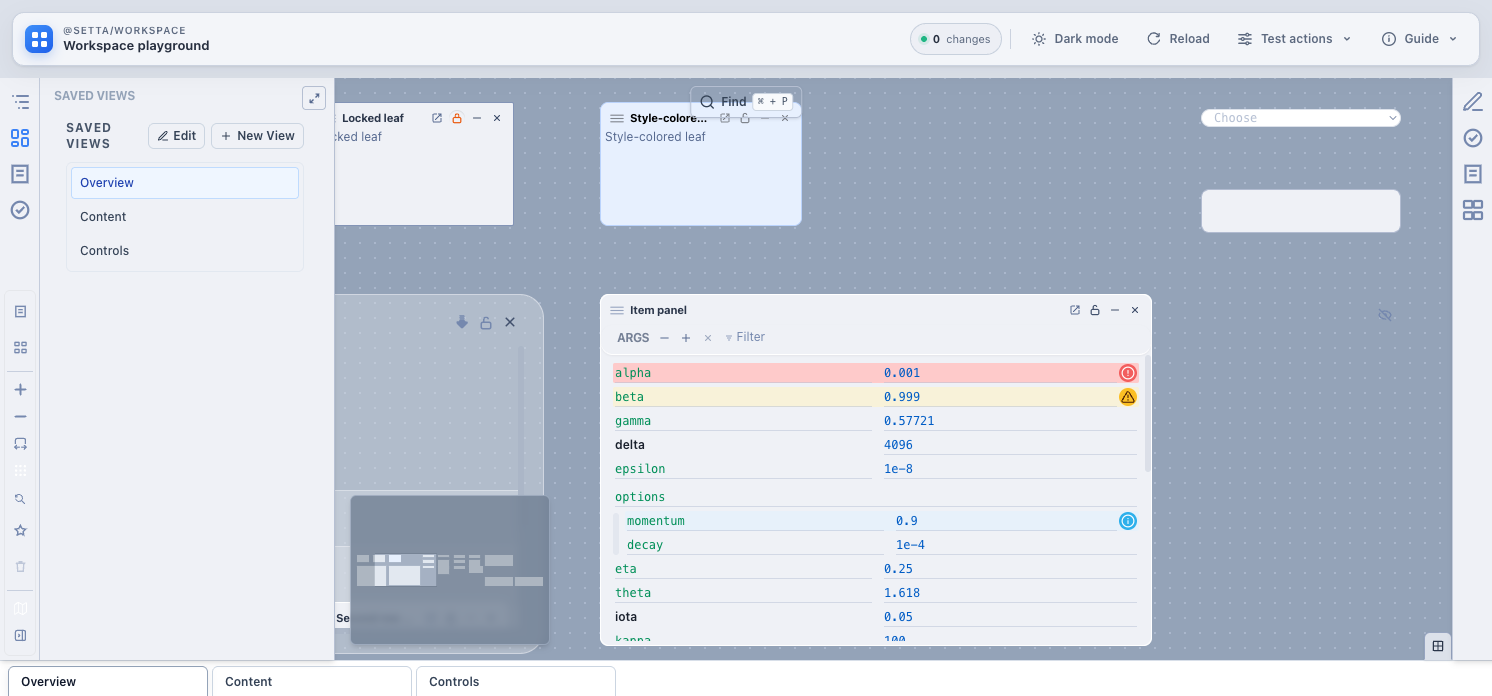 @SETTA/WORKSPACE
Workspace playground
0 changes
Dark mode
Reload
Test actions
Guide
SAVED VIEWS
SAVED VIEWS
Edit
New View
Overview
Content
Controls
Locked leaf
cked leaf
Find
⌘ + P
Style-colore...
Style-colored leaf
Choose
Item panel
ARGS
Filter
alpha 0.001
beta 0.999
gamma 0.57721
delta 4096
epsilon 1e-8
options
momentum 0.9
decay 1e-4
eta 0.25
theta 1.618
iota 0.05
kappa 100
Se
Overview
Content
Controls